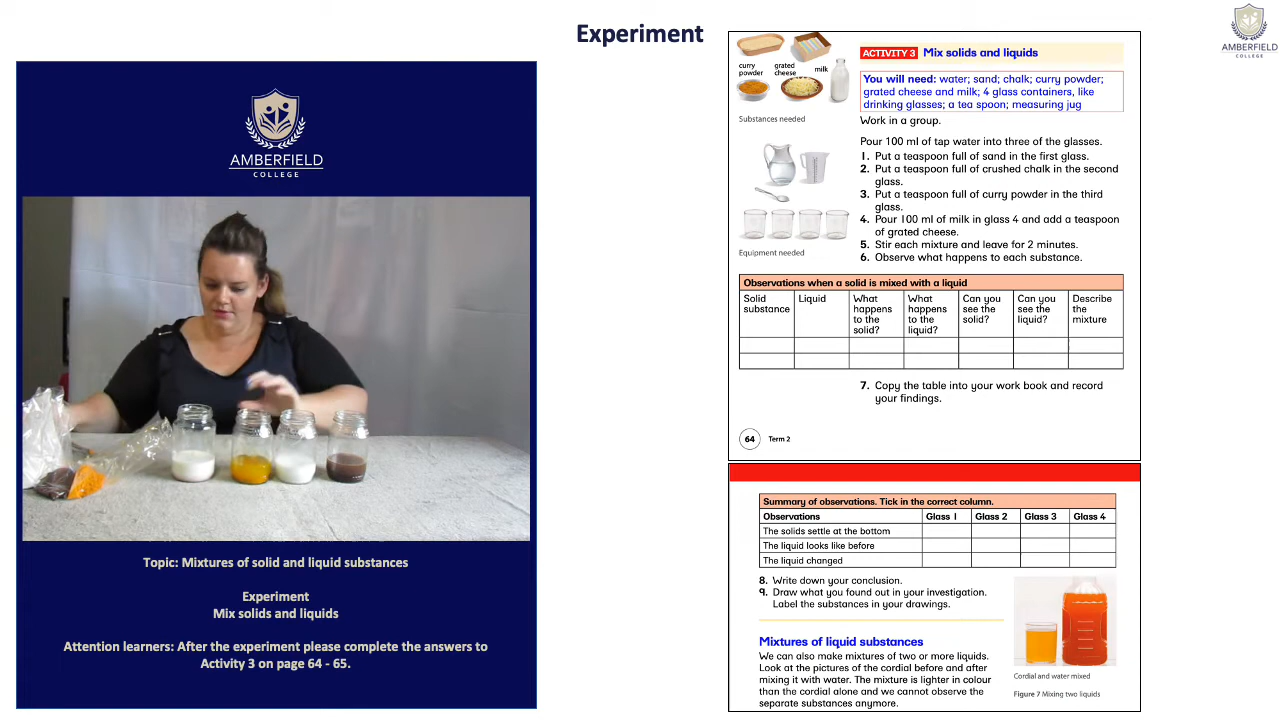 Experiment
AMBERFIELD
COLLEGE
AMBERFIELD
COLLEGE
Topic: Mixtures of solid and liquid substances
Experiment
Mix solids and liquids
Attention learners: After the experiment please complete the answers to
Activity 3 on page 64 - 65.
curry
powder
grated
cheese
milk
Substances needed
Equipment needed
ACTIVITY 3 Mix solids and liquids
You will need: water; sand; chalk; curry powder;
grated cheese and milk; 4 glass containers, like
drinking glasses; a tea spoon; measuring jug
Work in a group.
Pour 100 ml of tap water into three of the glasses.
1. Put a teaspoon full of sand in the first glass.
2. Put a teaspoon full of crushed chalk in the second
glass.
3. Put a teaspoon full of curry powder in the third
glass.
4. Pour 100 ml of milk in glass 4 and add a teaspoon
of grated cheese.
5. Stir each mixture and leave for 2 minutes.
6. Observe what happens to each substance.
Observations when a solid is mixed with a liquid
Solid
substance
Liquid
What
happens
to the
solid?
What
happens
to the
liquid?
Can you
see the
solid?
Can you
see the
liquid?
Describe
the
mixture
7. Copy the table into your work book and record
your findings.
64 Term 2
Summary of observations. Tick in the correct column.
Observations Glass 1 Glass 2 Glass 3 Glass 4
The solids settle at the bottom
The liquid looks like before
The liquid changed
8. Write down your conclusion.
9. Draw what you found out in your investigation.
Label the substances in your drawings.
Mixtures of liquid substances
We can also make mixtures of two or more liquids.
Look at the pictures of the cordial before and after
mixing it with water. The mixture is lighter in colour
than the cordial alone and we cannot observe the
separate substances anymore.
Cordial and water mixed
Figure 7 Mixing two liquids